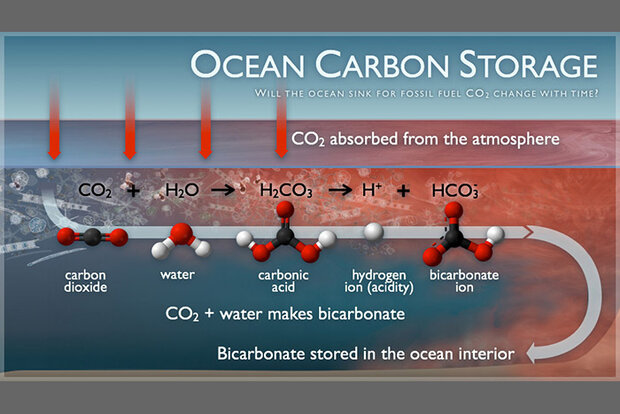 OCEAN CARBON STORAGE
WILL THE OCEAN SINK FOR FOSSIL FUEL CO₂ CHANGE WITH TIME?
CO₂ absorbed from the atmosphere
CO₂ + H₂O → H₂CO₃ → H⁺ + HCO₃⁻
carbon dioxide
water
carbonic acid
hydrogen ion (acidity)
bicarbonate ion
CO₂ + water makes bicarbonate
Bicarbonate stored in the ocean interior